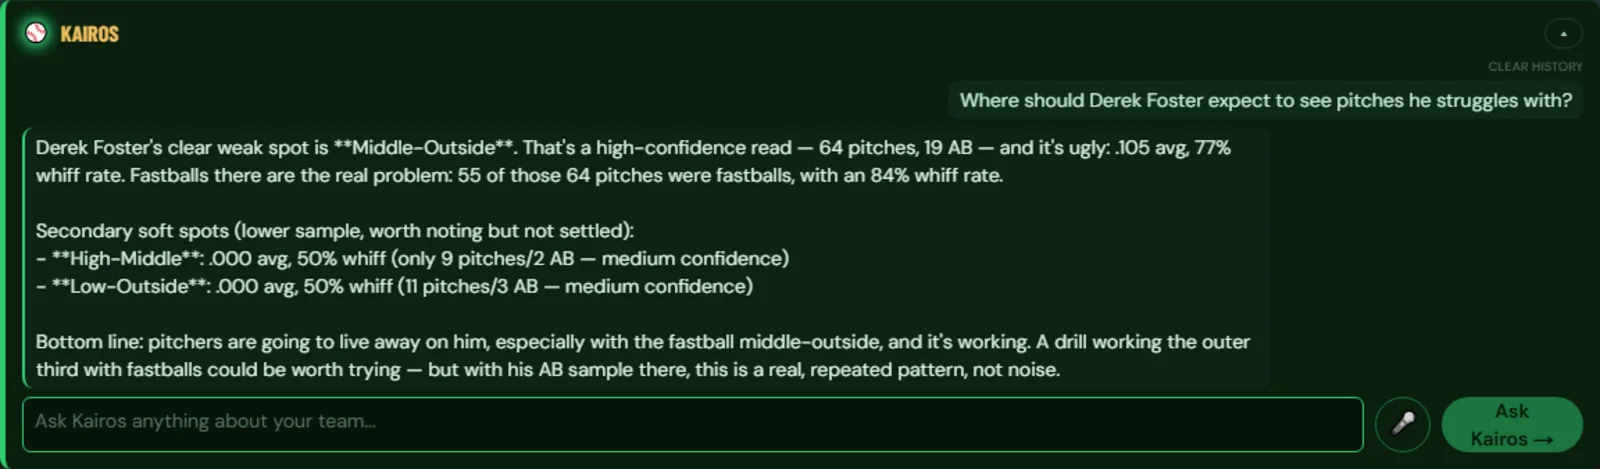 KAIROS
▲
CLEAR HISTORY
Where should Derek Foster expect to see pitches he struggles with?
Derek Foster's clear weak spot is **Middle-Outside**. That's a high-confidence read — 64 pitches, 19 AB — and it's ugly: .105 avg, 77%
whiff rate. Fastballs there are the real problem: 55 of those 64 pitches were fastballs, with an 84% whiff rate.
Secondary soft spots (lower sample, worth noting but not settled):
- **High-Middle**: .000 avg, 50% whiff (only 9 pitches/2 AB — medium confidence)
- **Low-Outside**: .000 avg, 50% whiff (11 pitches/3 AB — medium confidence)
Bottom line: pitchers are going to live away on him, especially with the fastball middle-outside, and it's working. A drill working the outer
third with fastballs could be worth trying — but with his AB sample there, this is a real, repeated pattern, not noise.
Ask Kairos anything about your team...
Ask
Kairos →